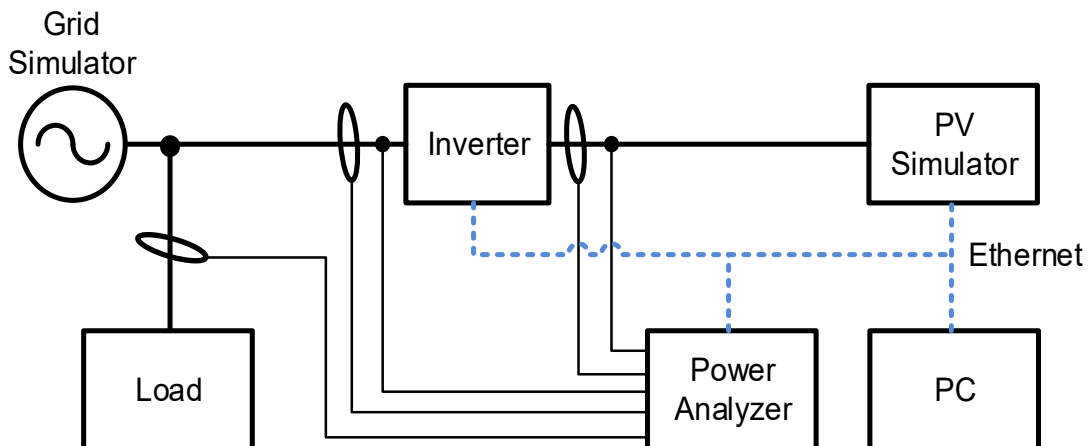 Grid
Simulator
Inverter
PV
Simulator
Ethernet
Load
Power
Analyzer
PC